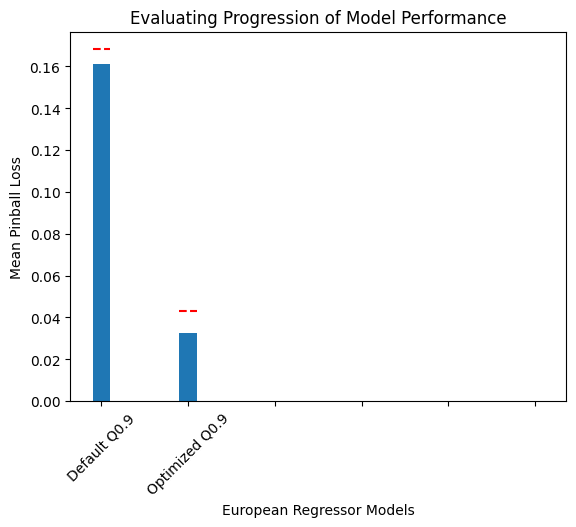 Evaluating Progression of Model Performance
Mean Pinball Loss
0.16
0.14
0.12
0.10
0.08
0.06
0.04
0.02
0.00
Default Q0.9
Optimized Q0.9
European Regressor Models